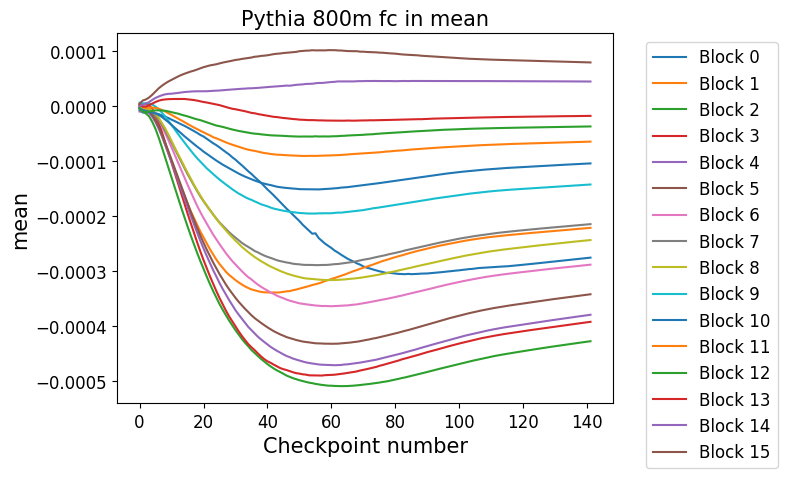 Pythia 800m fc in mean
0.0001
0.0000
−0.0001
−0.0002
−0.0003
−0.0004
−0.0005
mean
0 20 40 60 80 100 120 140
Checkpoint number
Block 0
Block 1
Block 2
Block 3
Block 4
Block 5
Block 6
Block 7
Block 8
Block 9
Block 10
Block 11
Block 12
Block 13
Block 14
Block 15